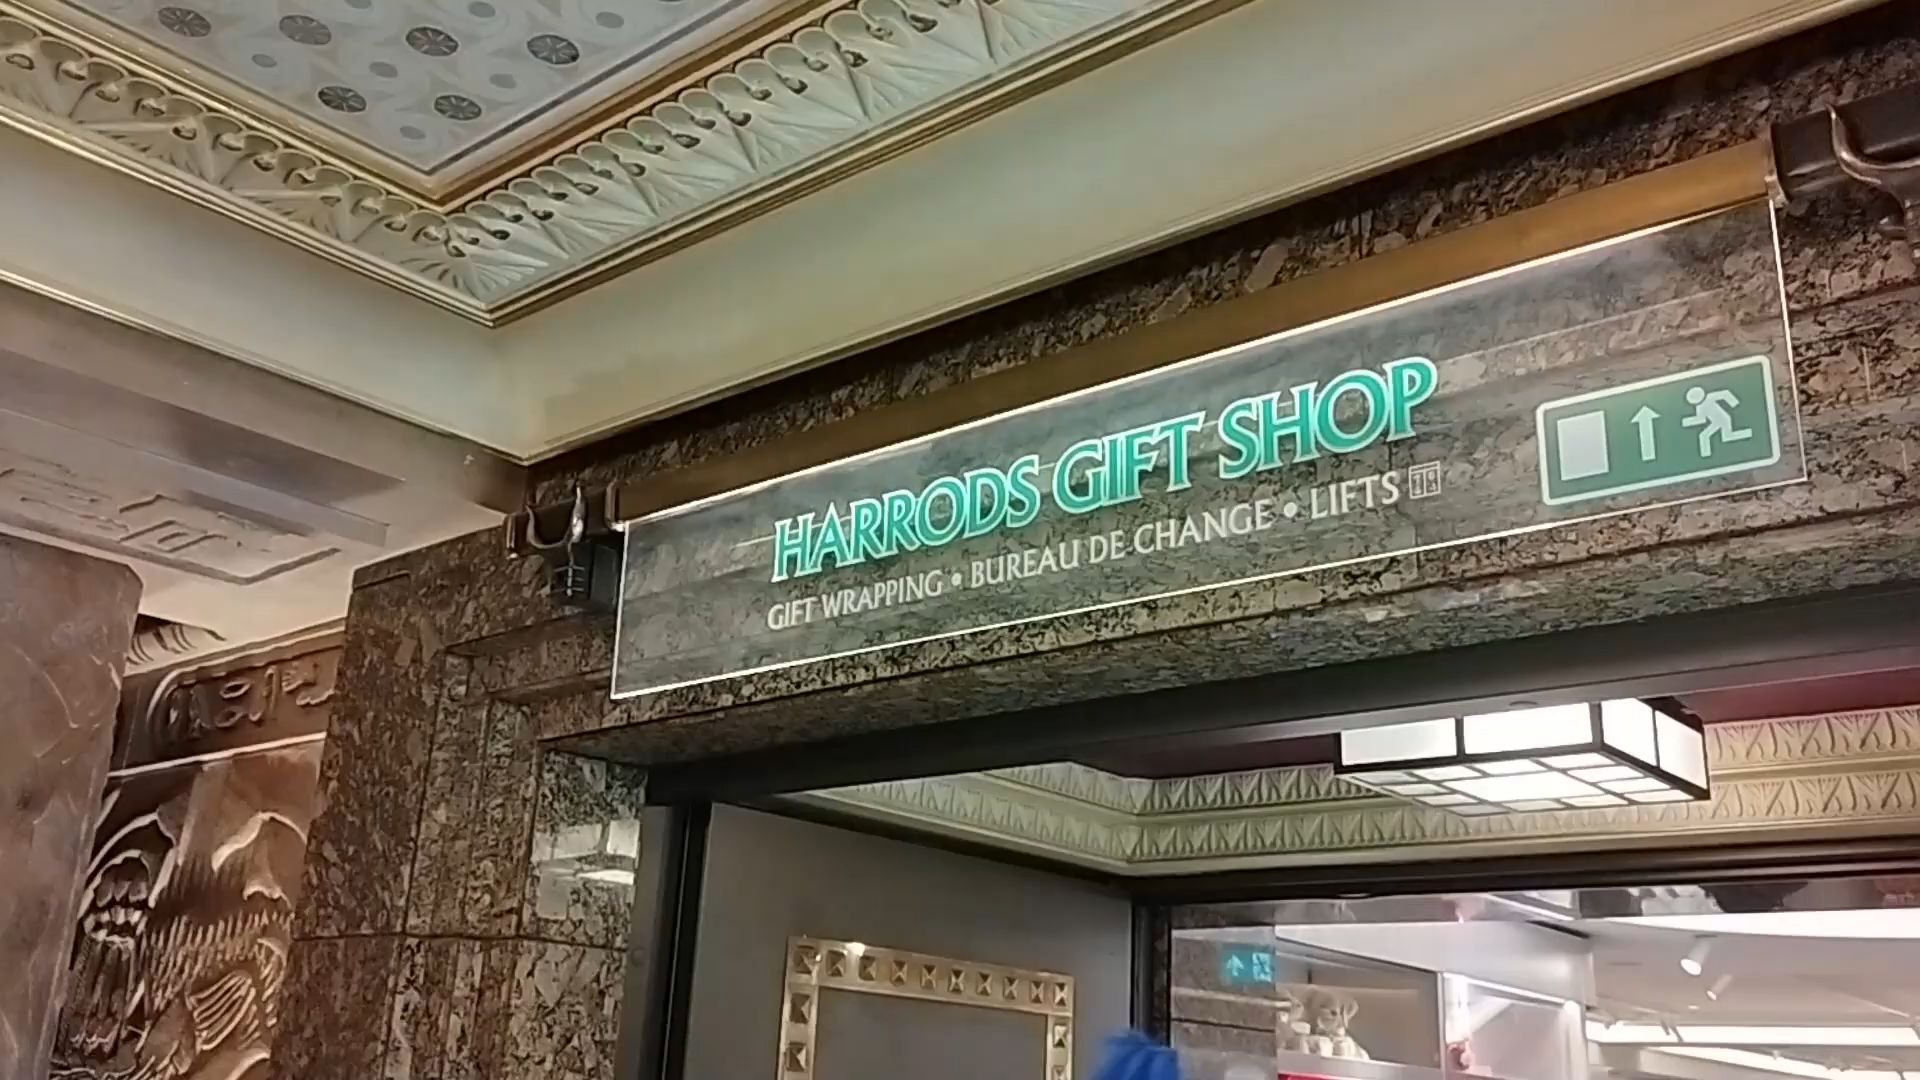 HARRODS GIFT SHOP
GIFT WRAPPING • BUREAU DE CHANGE • LIFTS